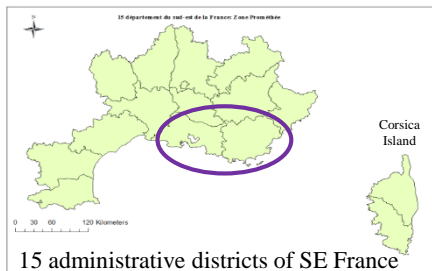 15-département du sud-est de la France: Zone Prométhée
Corsica
Island
0 30 60 120 Kilometers
15 administrative districts of SE France